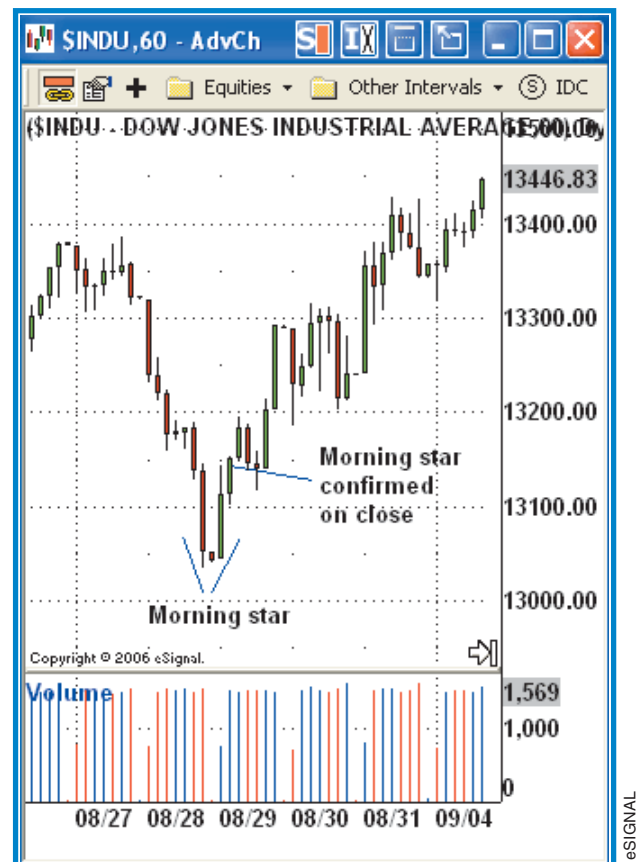 $INDU,60 - AdvCh
Equities Other Intervals S IDC
($INDU - DOW JONES INDUSTRIAL AVERAGE,60) Dy
13446.83
13400.00
13300.00
13200.00
Morning star
confirmed
on close
13100.00
13000.00
Morning star
Copyright © 2006 eSignal.
Volume
1,569
1,000
0
08/27 08/28 08/29 08/30 08/31 09/04
eSIGNAL